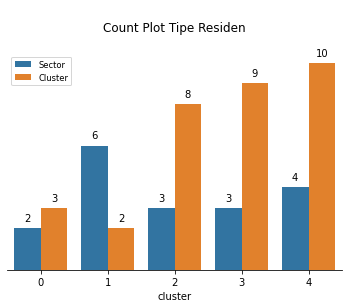 Count Plot Tipe Residen
Sector
Cluster
2 3 6 2 3 8 3 9 4 10
0 1 2 3 4
cluster